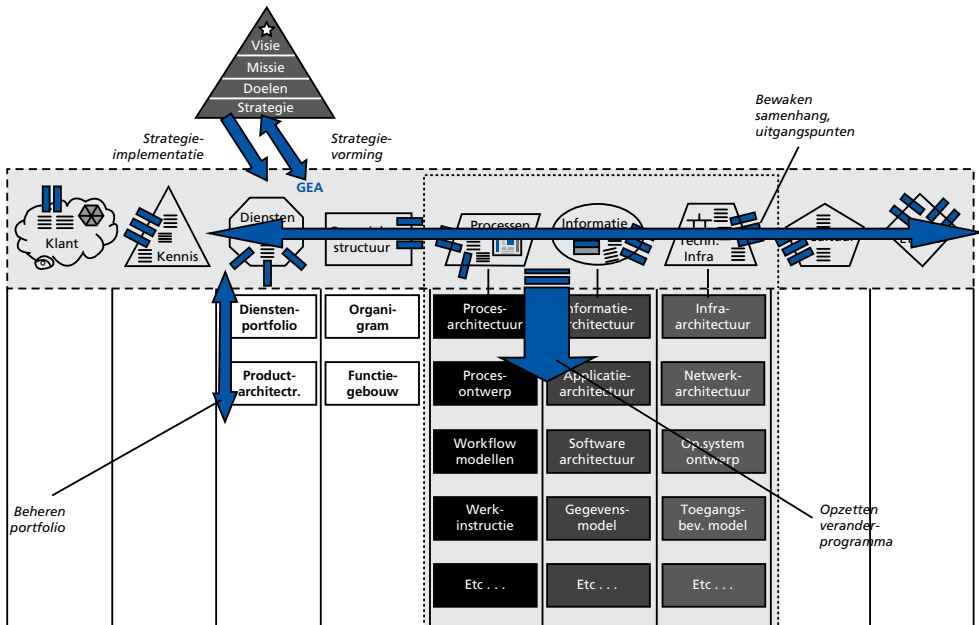 Visie
Missie
Doelen
Strategie
Strategie-
implementatie
Strategie-
vorming
Bewaken
samenhang,
uitgangspunten
GEA
Klant
Kennis
Diensten
structuur
Processen
Informatie
Techn.
Infra
Diensten-
portfolio
Organi-
gram
Proces-
architectuur
Informatie-
architectuur
Infra-
architectuur
Product-
architectr.
Functie-
gebouw
Proces-
ontwerp
Applicatie-
architectuur
Netwerk-
architectuur
Workflow
modellen
Software
architectuur
Op.system
ontwerp
Werk-
instructie
Gegevens-
model
Toegangs-
bev. model
Etc . . .
Etc . . .
Etc . . .
Beheren
portfolio
Opzetten
verander-
programma